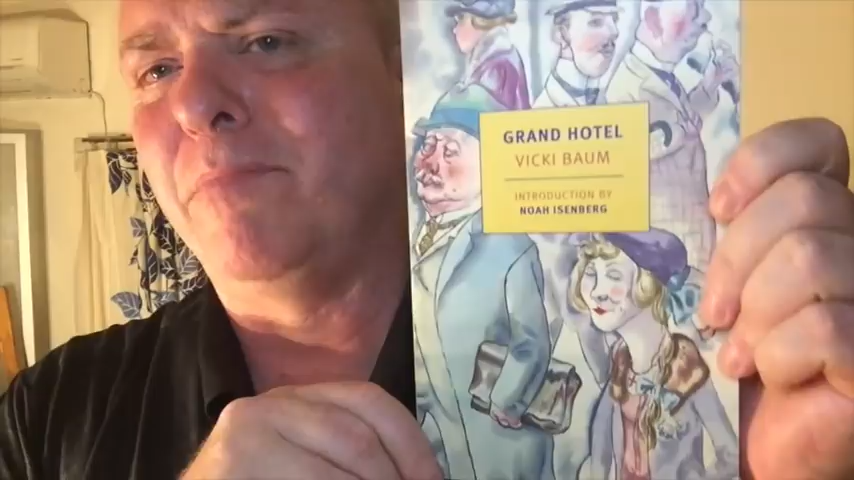 GRAND HOTEL
VICKI BAUM
INTRODUCTION BY
NOAH ISENBERG